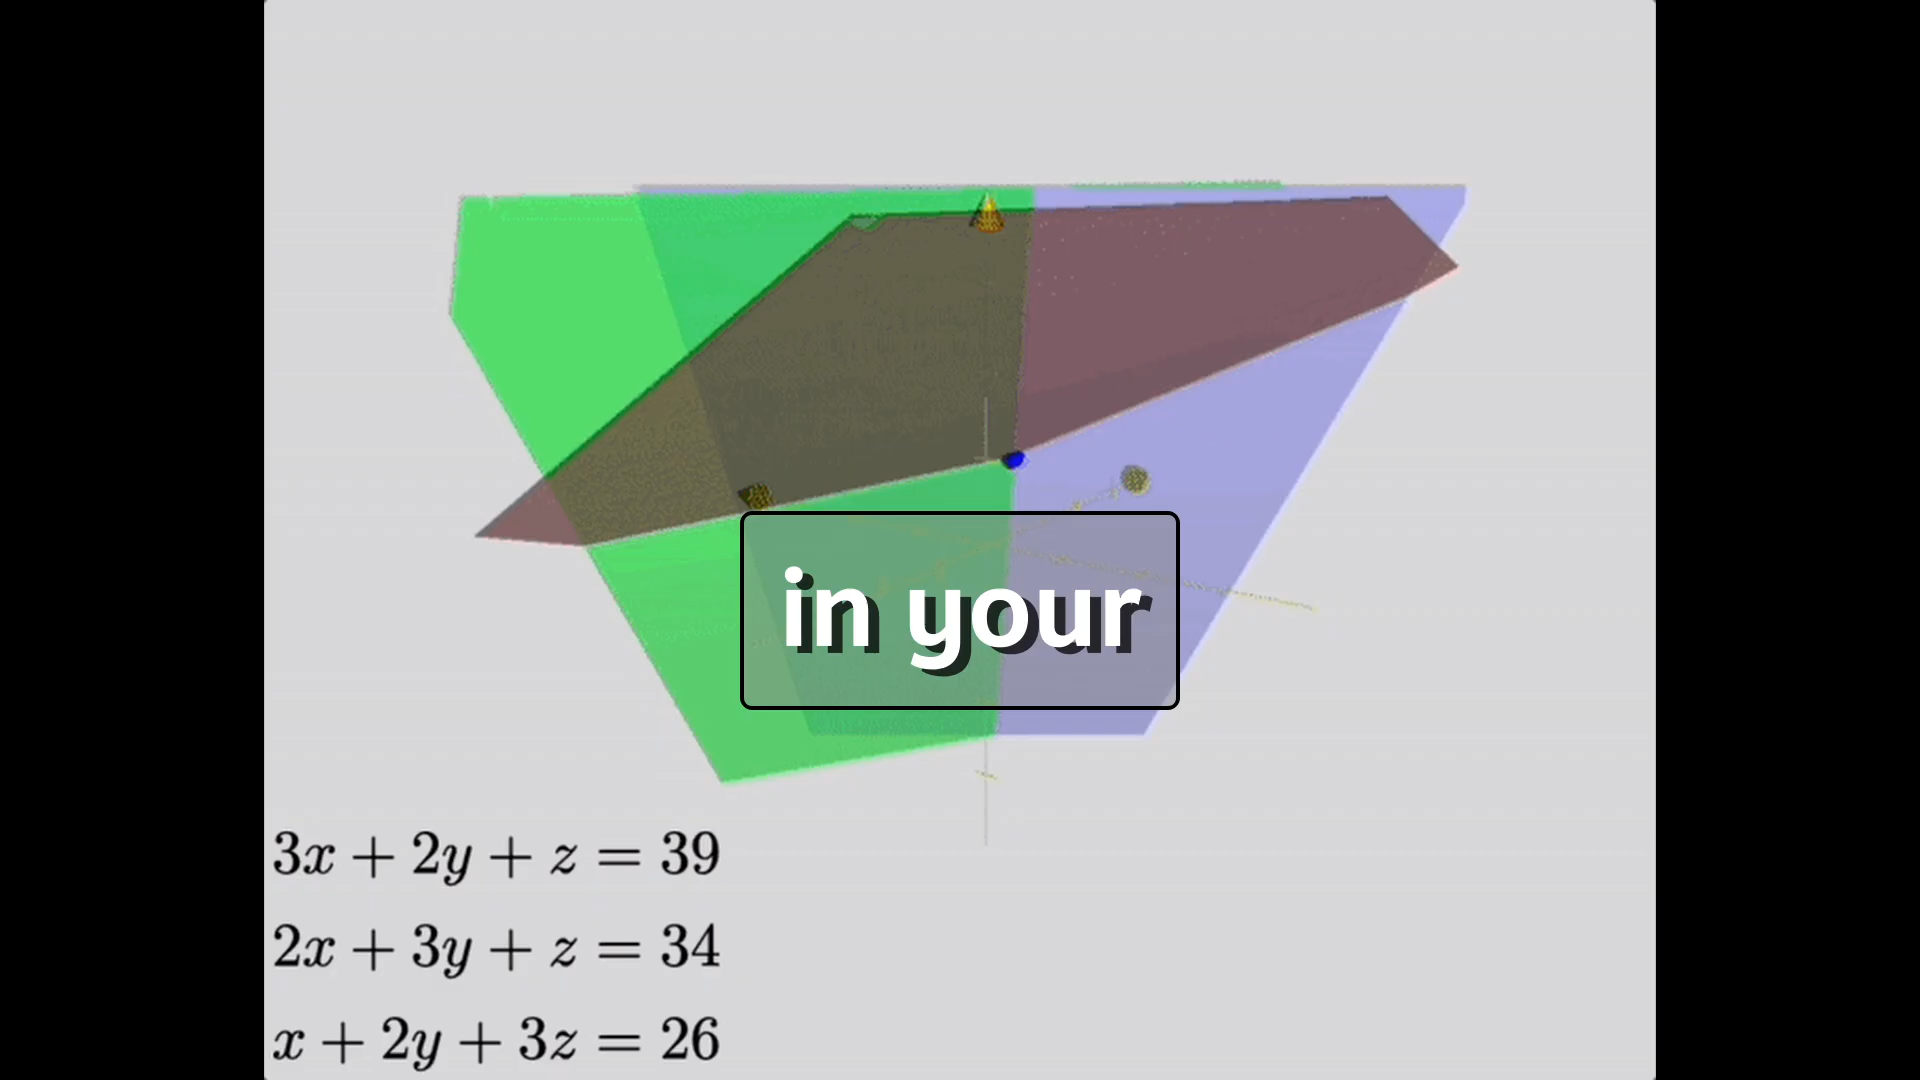 in your
3x + 2y + z = 39
2x + 3y + z = 34
x + 2y + 3z = 26